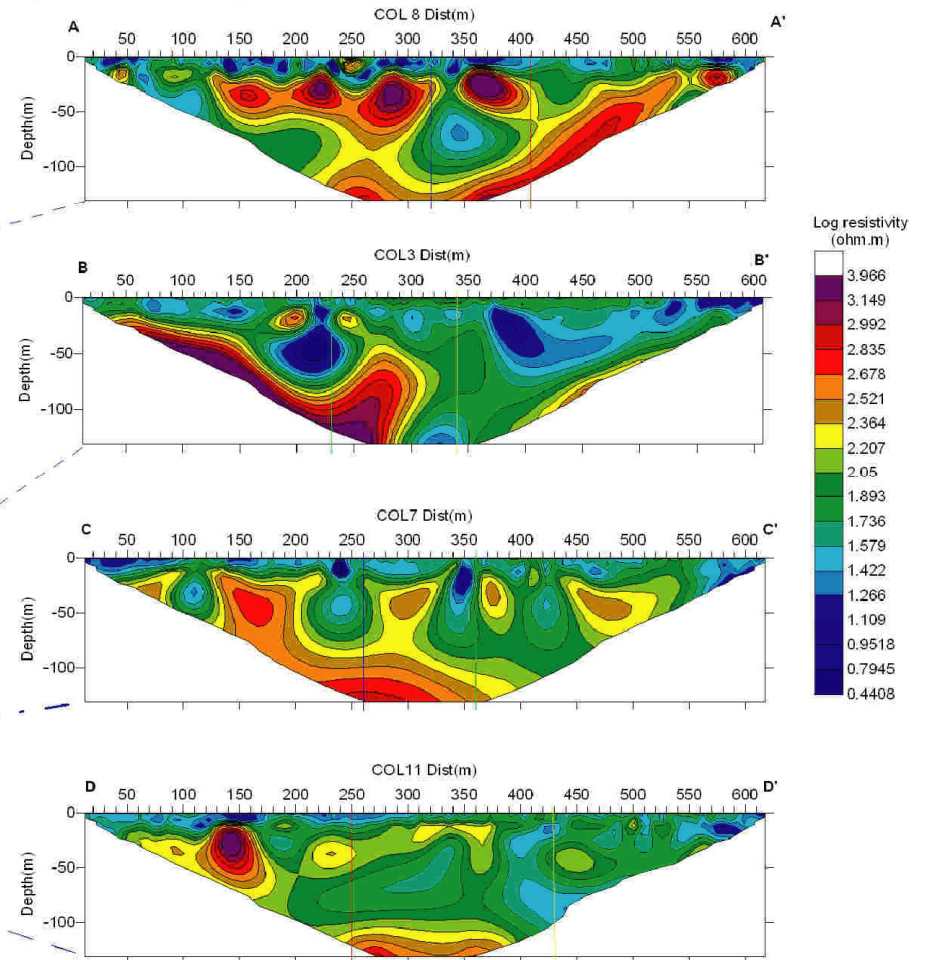 COL 8 Dist(m)
A A'
50 100 150 200 250 300 350 400 450 500 550 600
0
-50
-100
Depth(m)
Log resistivity
(ohm.m)
3.966
3.149
2.992
2.835
2.678
2.521
2.364
2.207
2.05
1.893
1.736
1.579
1.422
1.266
1.109
0.9518
0.7945
0.4408
COL3 Dist(m)
B B'
50 100 150 200 250 300 350 400 450 500 550 600
0
-50
-100
Depth(m)
COL7 Dist(m)
C C'
50 100 150 200 250 300 350 400 450 500 550 600
0
-50
-100
Depth(m)
COL11 Dist(m)
D D'
50 100 150 200 250 300 350 400 450 500 550 600
0
-50
-100
Depth(m)